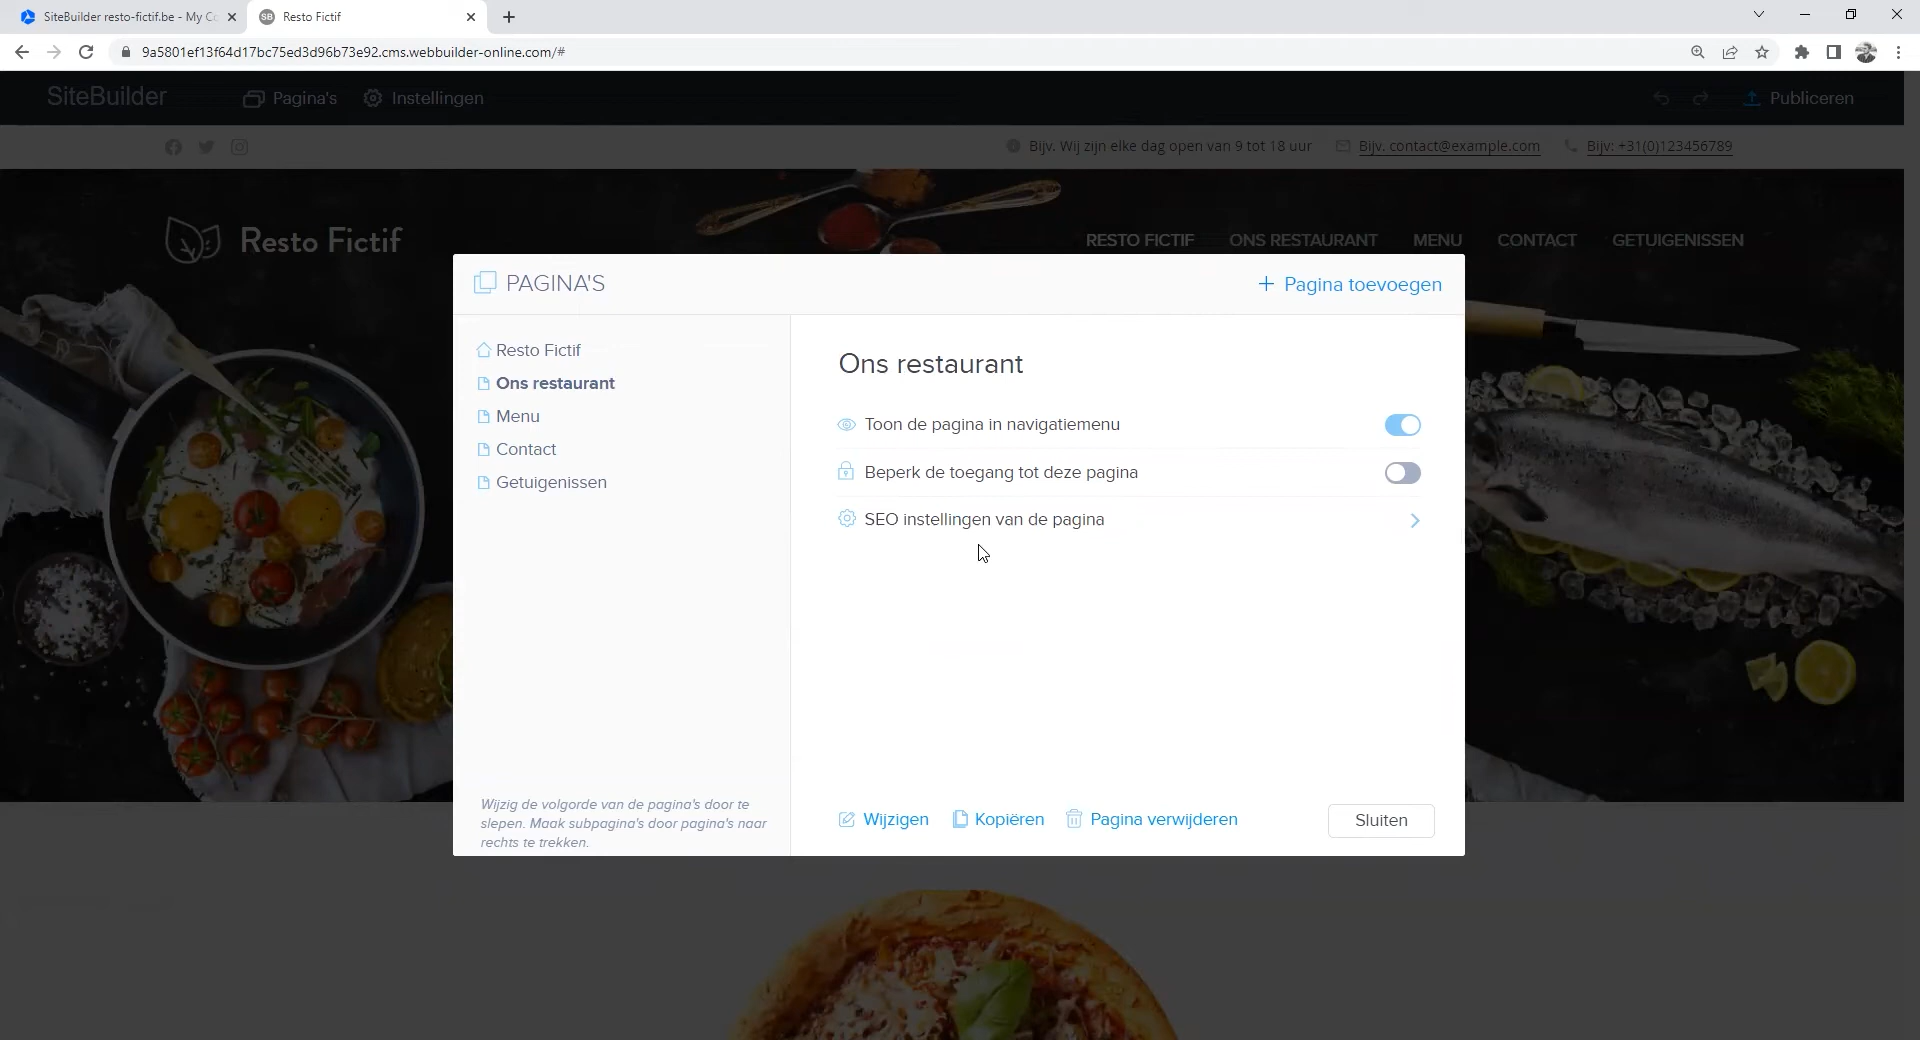 SiteBuilder resto-fictif.be - My Co
Resto Fictif
9a5801ef13f64d17bc75ed3d96b73e92.cms.webbuilder-online.com/#
SiteBuilder
Pagina's
Instellingen
Publiceren
Bijv. Wij zijn elke dag open van 9 tot 18 uur
Bijv. contact@example.com
Bijv: +31(0)123456789
Resto Fictif
RESTO FICTIF
ONS RESTAURANT
MENU
CONTACT
GETUIGENISSEN
PAGINA'S
+ Pagina toevoegen
Resto Fictif
Ons restaurant
Menu
Contact
Getuigenissen
Wijzig de volgorde van de pagina's door te
slepen. Maak subpagina's door pagina's naar
rechts te trekken.
Ons restaurant
Toon de pagina in navigatiemenu
Beperk de toegang tot deze pagina
SEO instellingen van de pagina
Wijzigen
Kopiëren
Pagina verwijderen
Sluiten